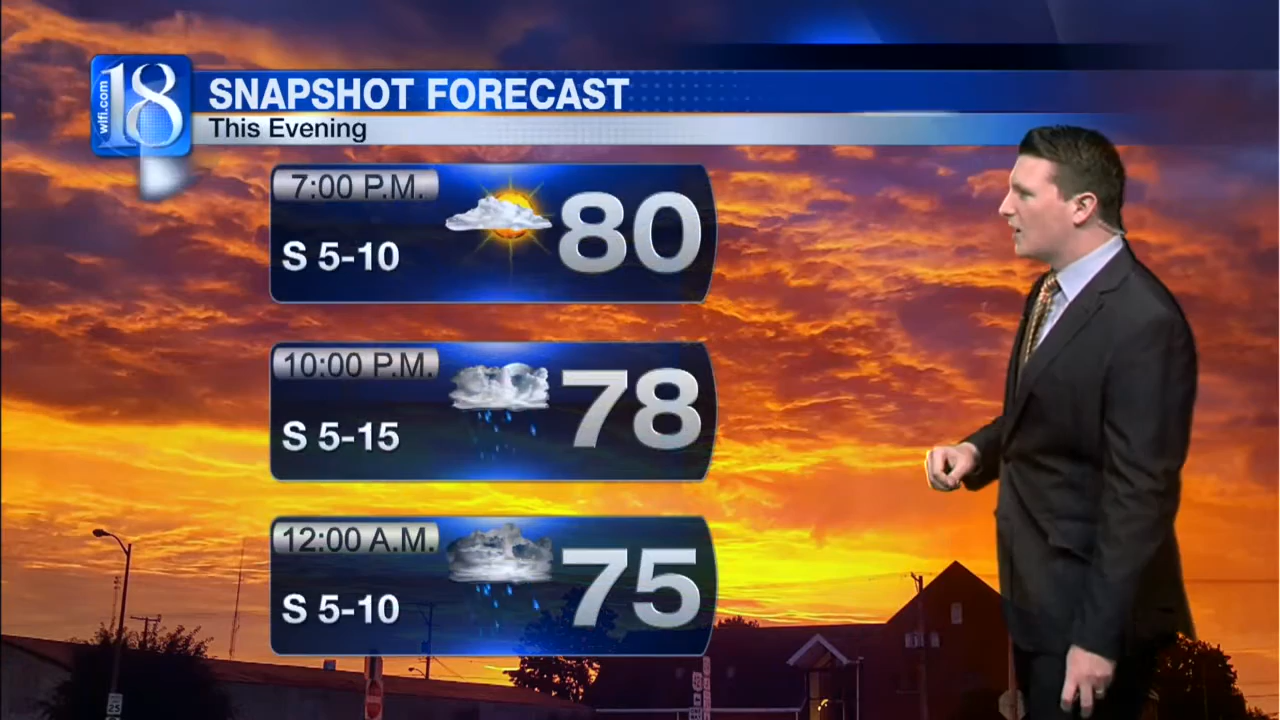 wlfi.com
18
SNAPSHOT FORECAST
This Evening
7:00 P.M.
S 5-10
80
10:00 P.M.
S 5-15
78
12:00 A.M.
S 5-10
75